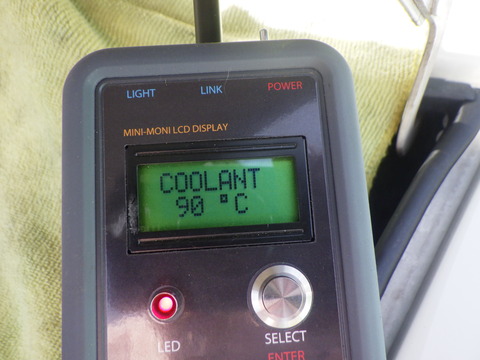 LIGHT LINK POWER
MINI-MONI LCD DISPLAY
COOLANT
90 °C
LED SELECT
ENTER